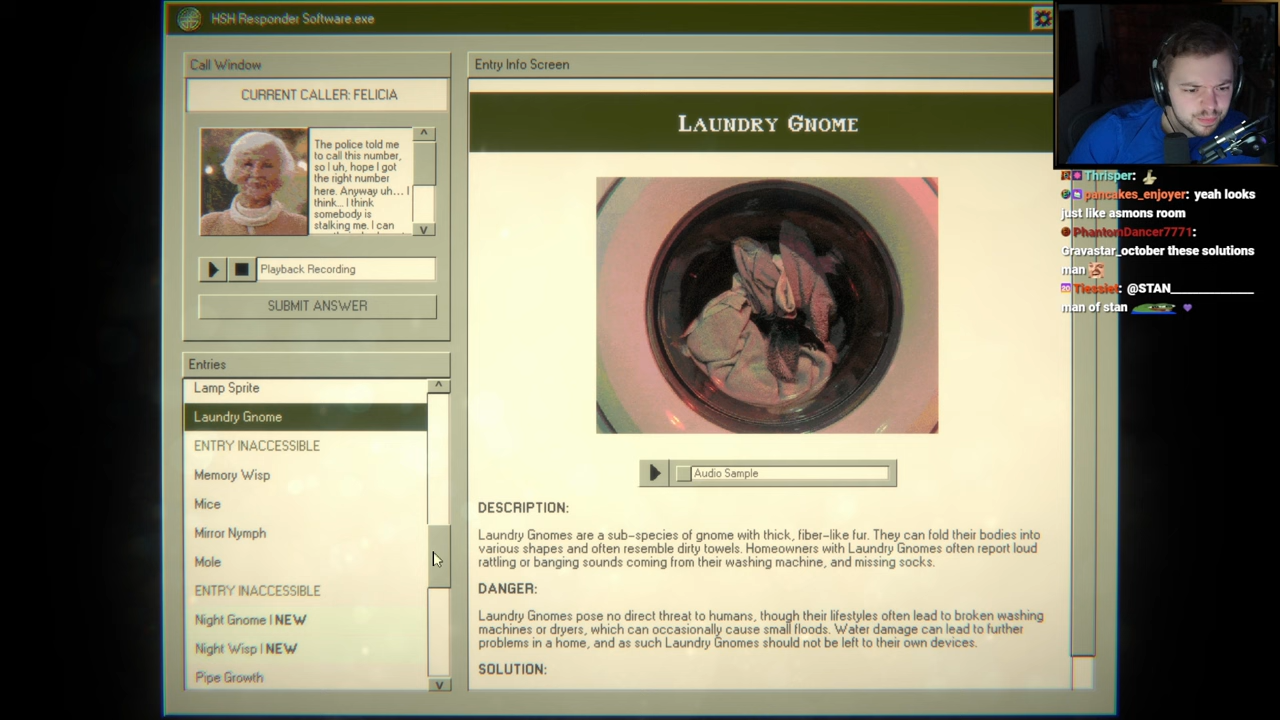 HSH Responder Software.exe
Call Window
CURRENT CALLER: FELICIA
The police told me
to call this number,
so I uh, hope I got
the right number
here. Anyway uh... I
think... I think
somebody is
stalking me. I can
Playback Recording
SUBMIT ANSWER
Entries
Lamp Sprite
Laundry Gnome
ENTRY INACCESSIBLE
Memory Wisp
Mice
Mirror Nymph
Mole
ENTRY INACCESSIBLE
Night Gnome | NEW
Night Wisp | NEW
Pipe Growth
Entry Info Screen
LAUNDRY GNOME
Audio Sample
DESCRIPTION:
Laundry Gnomes are a sub-species of gnome with thick, fiber-like fur. They can fold their bodies into
various shapes and often resemble dirty towels. Homeowners with Laundry Gnomes often report loud
rattling or banging sounds coming from their washing machine, and missing socks.
DANGER:
Laundry Gnomes pose no direct threat to humans, though their lifestyles often lead to broken washing
machines or dryers, which can occasionally cause small floods. Water damage can lead to further
problems in a home, and as such Laundry Gnomes should not be left to their own devices.
SOLUTION:
Thrisper:
pancakes_enjoyer: yeah looks
just like asmons room
PhantomDancer7771:
Gravastar_october these solutions
man
Tiessiet: @STAN______________
man of stan